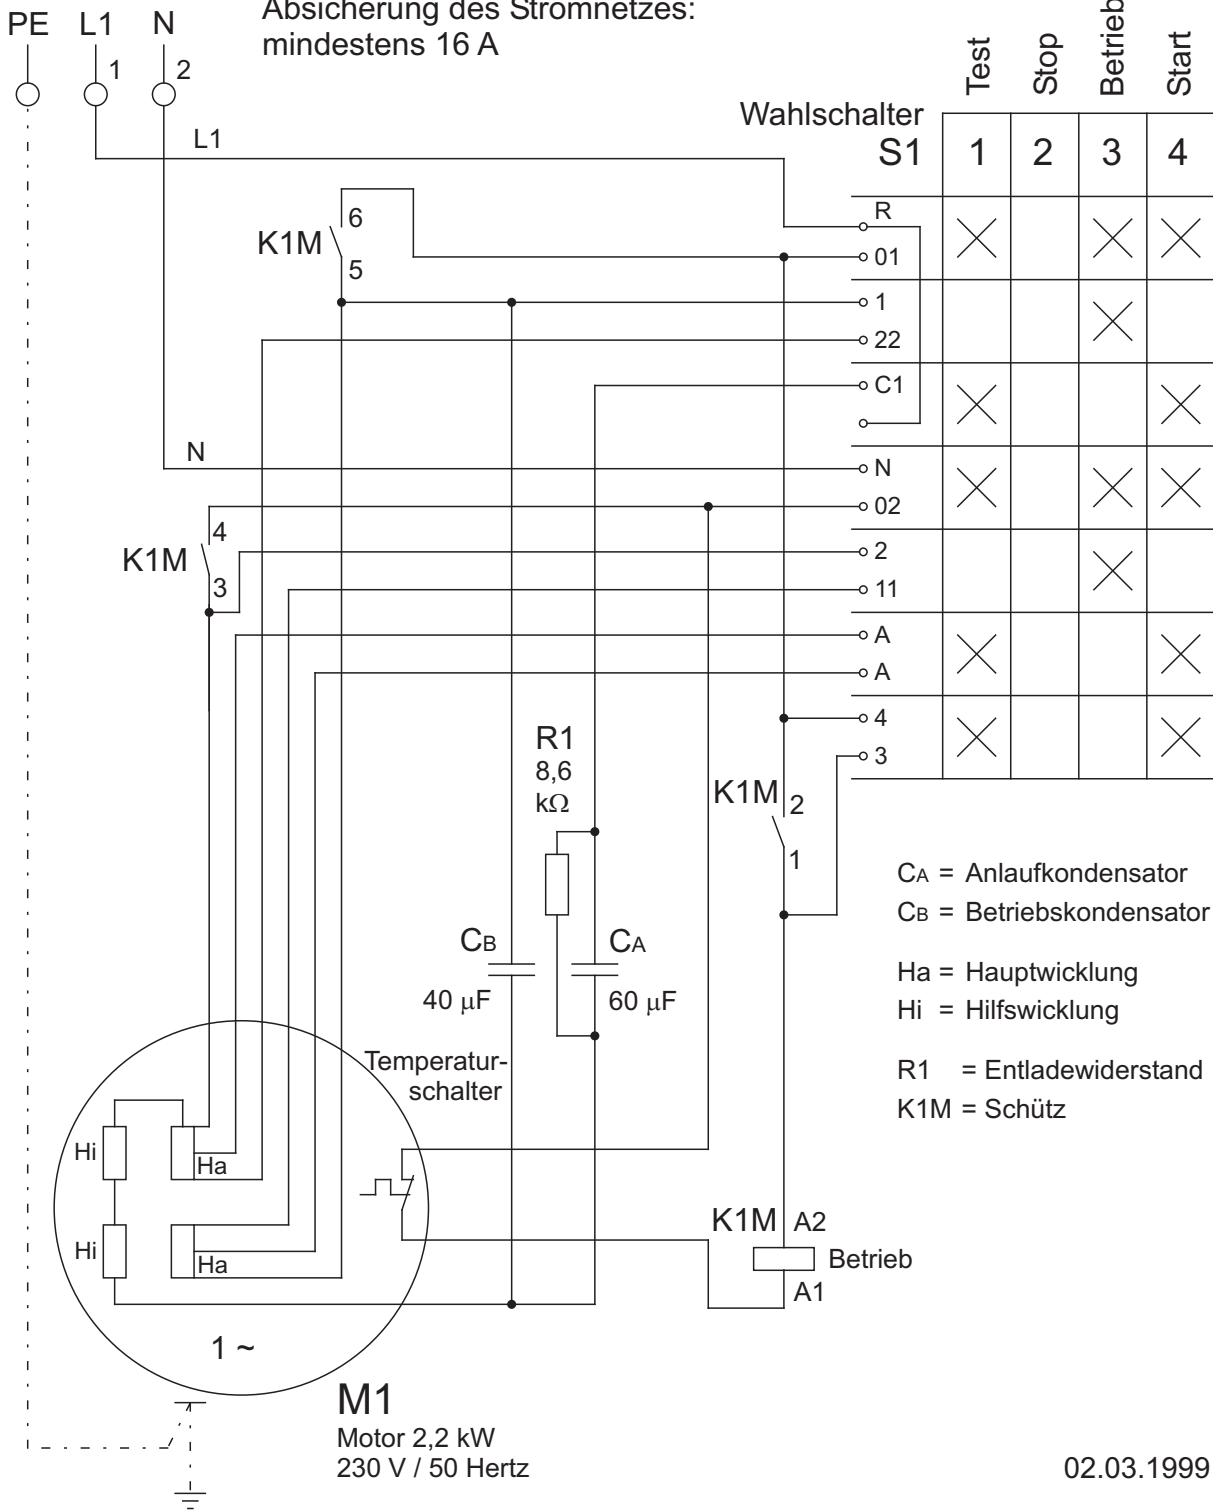 Absicherung des Stromnetzes:
mindestens 16 A
PE L1 N
1 2
Test
Stop
Betrieb
Start
Wahlschalter
S1 1 2 3 4
L1
R
6
K1M
01
5
1
22
C1
N
N
02
4
K1M
2
3
11
A
A
4
R1
8,6
kΩ
3
K1M 2
1
CA = Anlaufkondensator
CB = Betriebskondensator
CB
CA
40 µF
60 µF
Ha = Hauptwicklung
Hi = Hilfswicklung
Temperatur-
schalter
R1 = Entladewiderstand
K1M = Schütz
Hi
Ha
Hi
Ha
K1M A2
Betrieb
A1
1 ~
M1
Motor 2,2 kW
230 V / 50 Hertz
02.03.1999